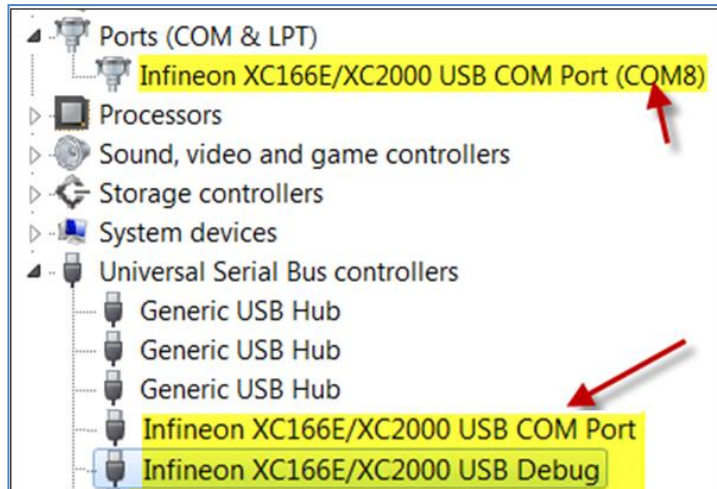 Ports (COM & LPT)
Infineon XC166E/XC2000 USB COM Port (COM8)
Processors
Sound, video and game controllers
Storage controllers
System devices
Universal Serial Bus controllers
Generic USB Hub
Generic USB Hub
Generic USB Hub
Infineon XC166E/XC2000 USB COM Port
Infineon XC166E/XC2000 USB Debug